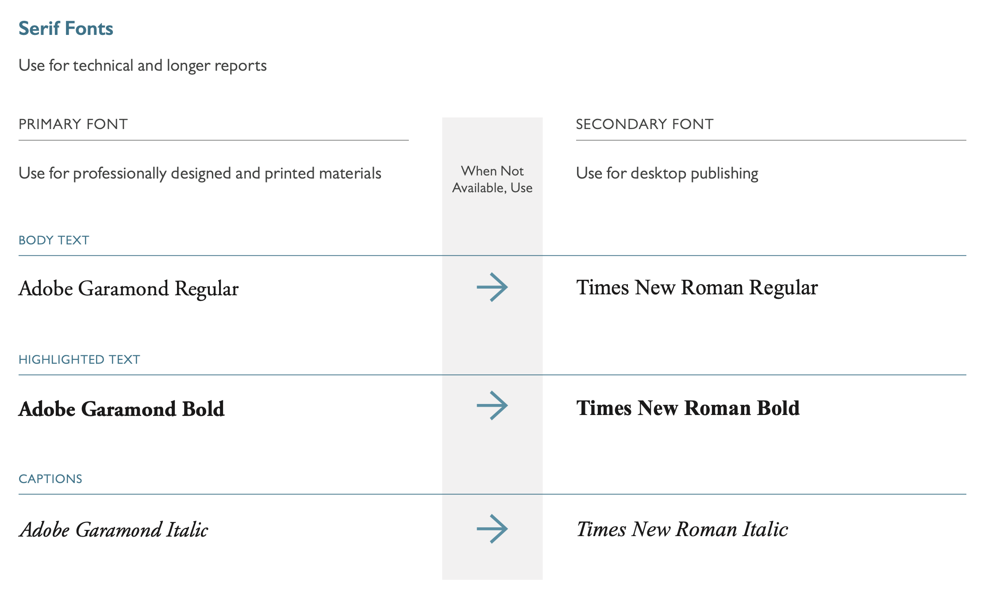 Serif Fonts
Use for technical and longer reports
PRIMARY FONT
Use for professionally designed and printed materials
When Not
Available, Use
SECONDARY FONT
Use for desktop publishing
BODY TEXT
Adobe Garamond Regular
Times New Roman Regular
HIGHLIGHTED TEXT
Adobe Garamond Bold
Times New Roman Bold
CAPTIONS
Adobe Garamond Italic
Times New Roman Italic